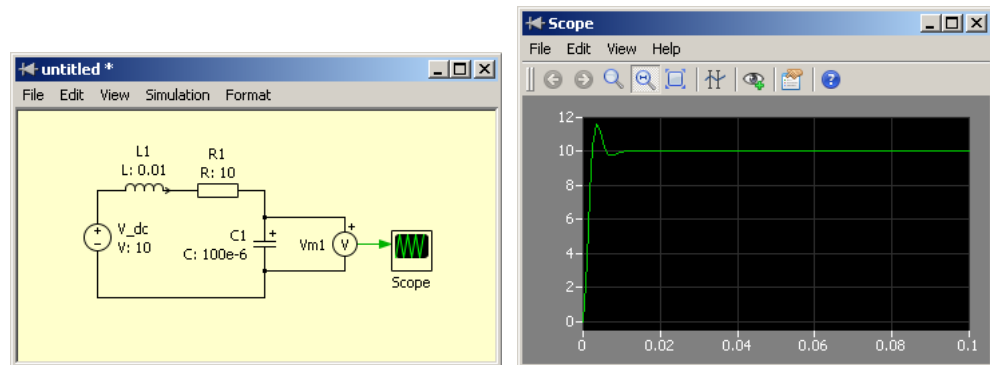 untitled *
File Edit View Simulation Format
L1
L: 0.01
R1
R: 10
V_dc
V: 10
+
−
C1
C: 100e-6
+
Vm1
+
V
Scope
Scope
File Edit View Help
12
10
8
6
4
2
0
0 0.02 0.04 0.06 0.08 0.1